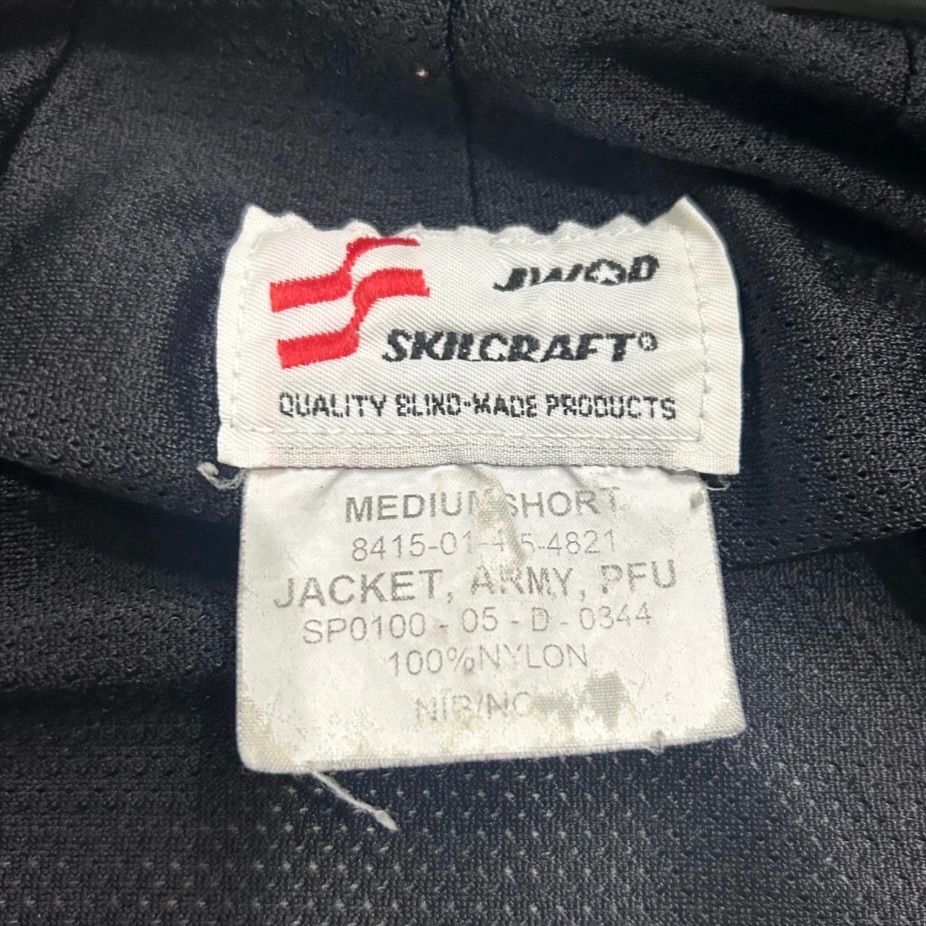 JWOD
SKILCRAFT®
QUALITY BLIND-MADE PRODUCTS
MEDIUM SHORT
JACKET, ARMY, PFU
SP0100 - 05 - D - 0344
100% NYLON